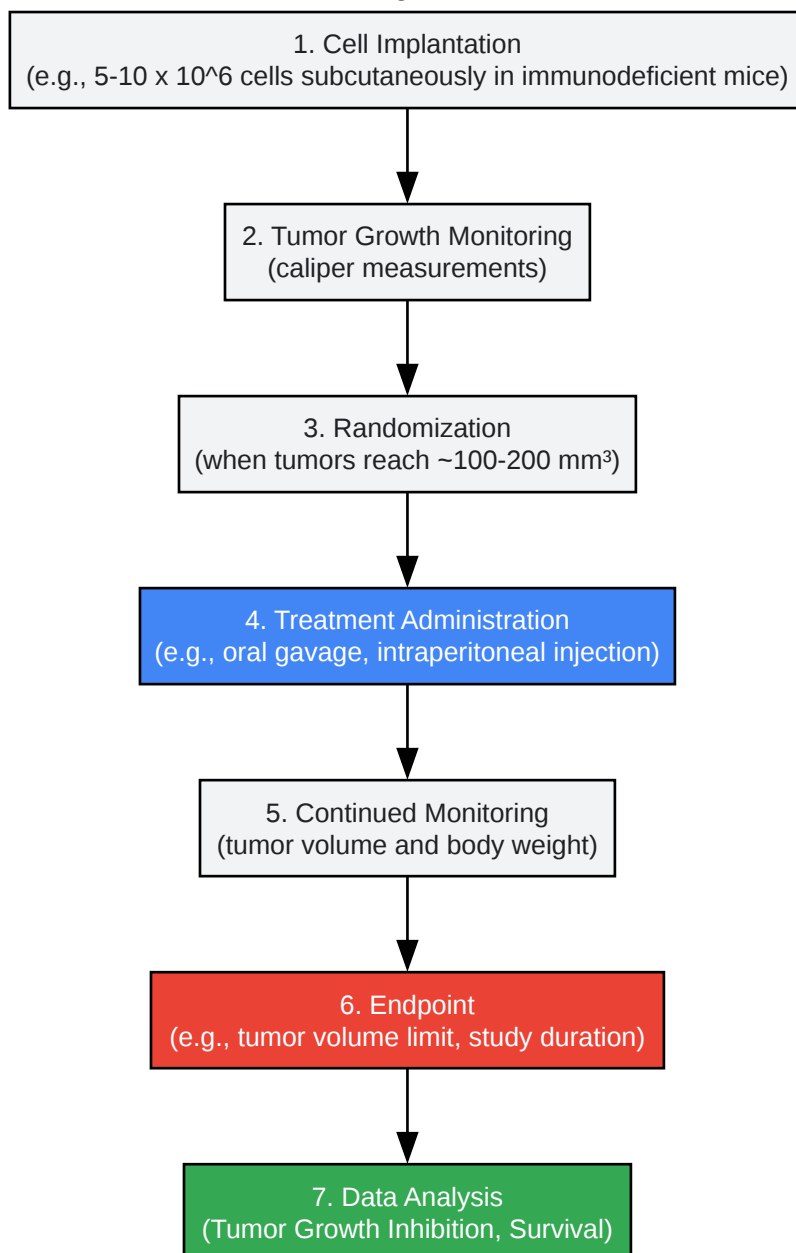 1. Cell Implantation
(e.g., 5-10 x 10^6 cells subcutaneously in immunodeficient mice)
2. Tumor Growth Monitoring
(caliper measurements)
3. Randomization
(when tumors reach ~100-200 mm³)
4. Treatment Administration
(e.g., oral gavage, intraperitoneal injection)
5. Continued Monitoring
(tumor volume and body weight)
6. Endpoint
(e.g., tumor volume limit, study duration)
7. Data Analysis
(Tumor Growth Inhibition, Survival)